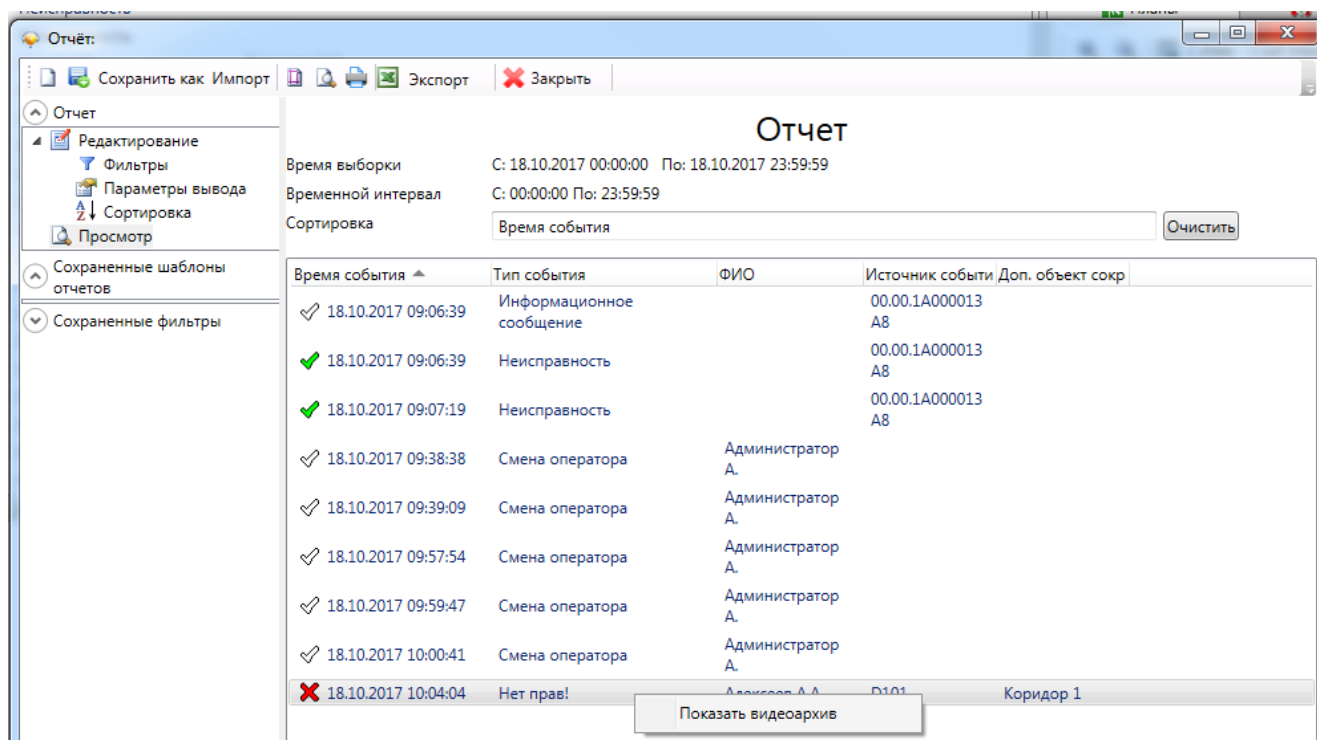 Отчёт:
Сохранить как Импорт Экспорт Закрыть
Отчет
Редактирование
Фильтры
Параметры вывода
Сортировка
Просмотр
Сохраненные шаблоны
отчетов
Сохраненные фильтры
Отчет
Время выборки С: 18.10.2017 00:00:00 По: 18.10.2017 23:59:59
Временной интервал С: 00:00:00 По: 23:59:59
Сортировка Время события Очистить
Время события Тип события ФИО Источник событи Доп. объект сокр
18.10.2017 09:06:39 Информационное сообщение 00.00.1A000013 A8
18.10.2017 09:06:39 Неисправность 00.00.1A000013 A8
18.10.2017 09:07:19 Неисправность 00.00.1A000013 A8
18.10.2017 09:38:38 Смена оператора Администратор А.
18.10.2017 09:39:09 Смена оператора Администратор А.
18.10.2017 09:57:54 Смена оператора Администратор А.
18.10.2017 09:59:47 Смена оператора Администратор А.
18.10.2017 10:00:41 Смена оператора Администратор А.
18.10.2017 10:04:04 Нет прав! Алексеев А.А. D101 Коридор 1
Показать видеоархив